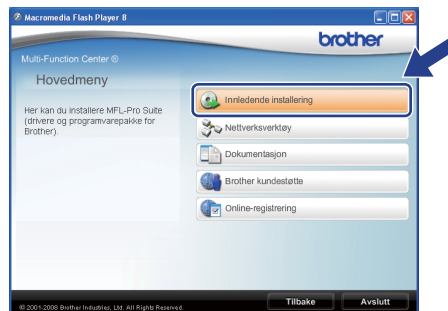 Macromedia Flash Player 8
brother
Multi-Function Center ®
Hovedmeny
Her kan du installere MFL-Pro Suite
(drivere og programvarepakke for
Brother).
Innledende installering
Nettverksverktøy
Dokumentasjon
Brother kundestøtte
Online-registrering
© 2001-2008 Brother Industries, Ltd. All Rights Reserved.
Tilbake
Avslutt